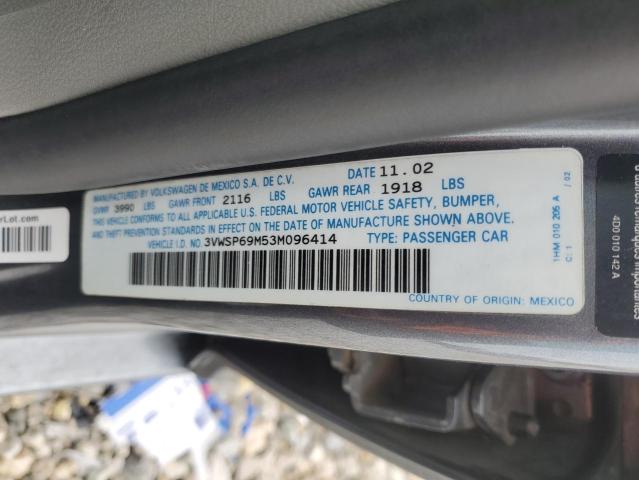 MANUFACTURED BY VOLKSWAGEN DE MEXICO S.A. DE C.V. DATE 11.02
GVWR 3990 LBS GAWR FRONT 2116 LBS GAWR REAR 1918 LBS
THIS VEHICLE CONFORMS TO ALL APPLICABLE U.S. FEDERAL MOTOR VEHICLE SAFETY, BUMPER,
AND THEFT PREVENTION STANDARDS IN EFFECT ON THE DATE OF MANUFACTURE SHOWN ABOVE.
VEHICLE I.D. 3VWSP69M53M096414 TYPE: PASSENGER CAR
COUNTRY OF ORIGIN: MEXICO
1HM 010 205 A / 02
C: 1
rLot.com
4D0 010 142 A